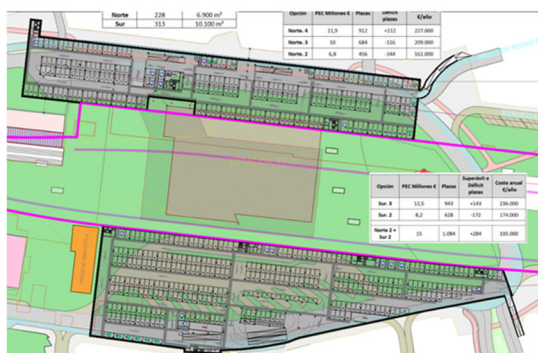 Norte 228 6.900 m²
Sur 313 10.100 m²
Opción PEC Millones € Plazas Déficit plazas €/año
Norte. 4 11,9 912 +112 227.000
Norte. 3 10 684 -116 209.000
Norte. 2 6,8 456 -344 161.000
Opción PEC Millones € Plazas Superávit o Déficit plazas Coste anual €/año
Sur. 3 12,5 943 +143 236.000
Sur. 2 8,2 628 -172 174.000
Norte 2 + Sur 2 15 1.084 +284 335.000